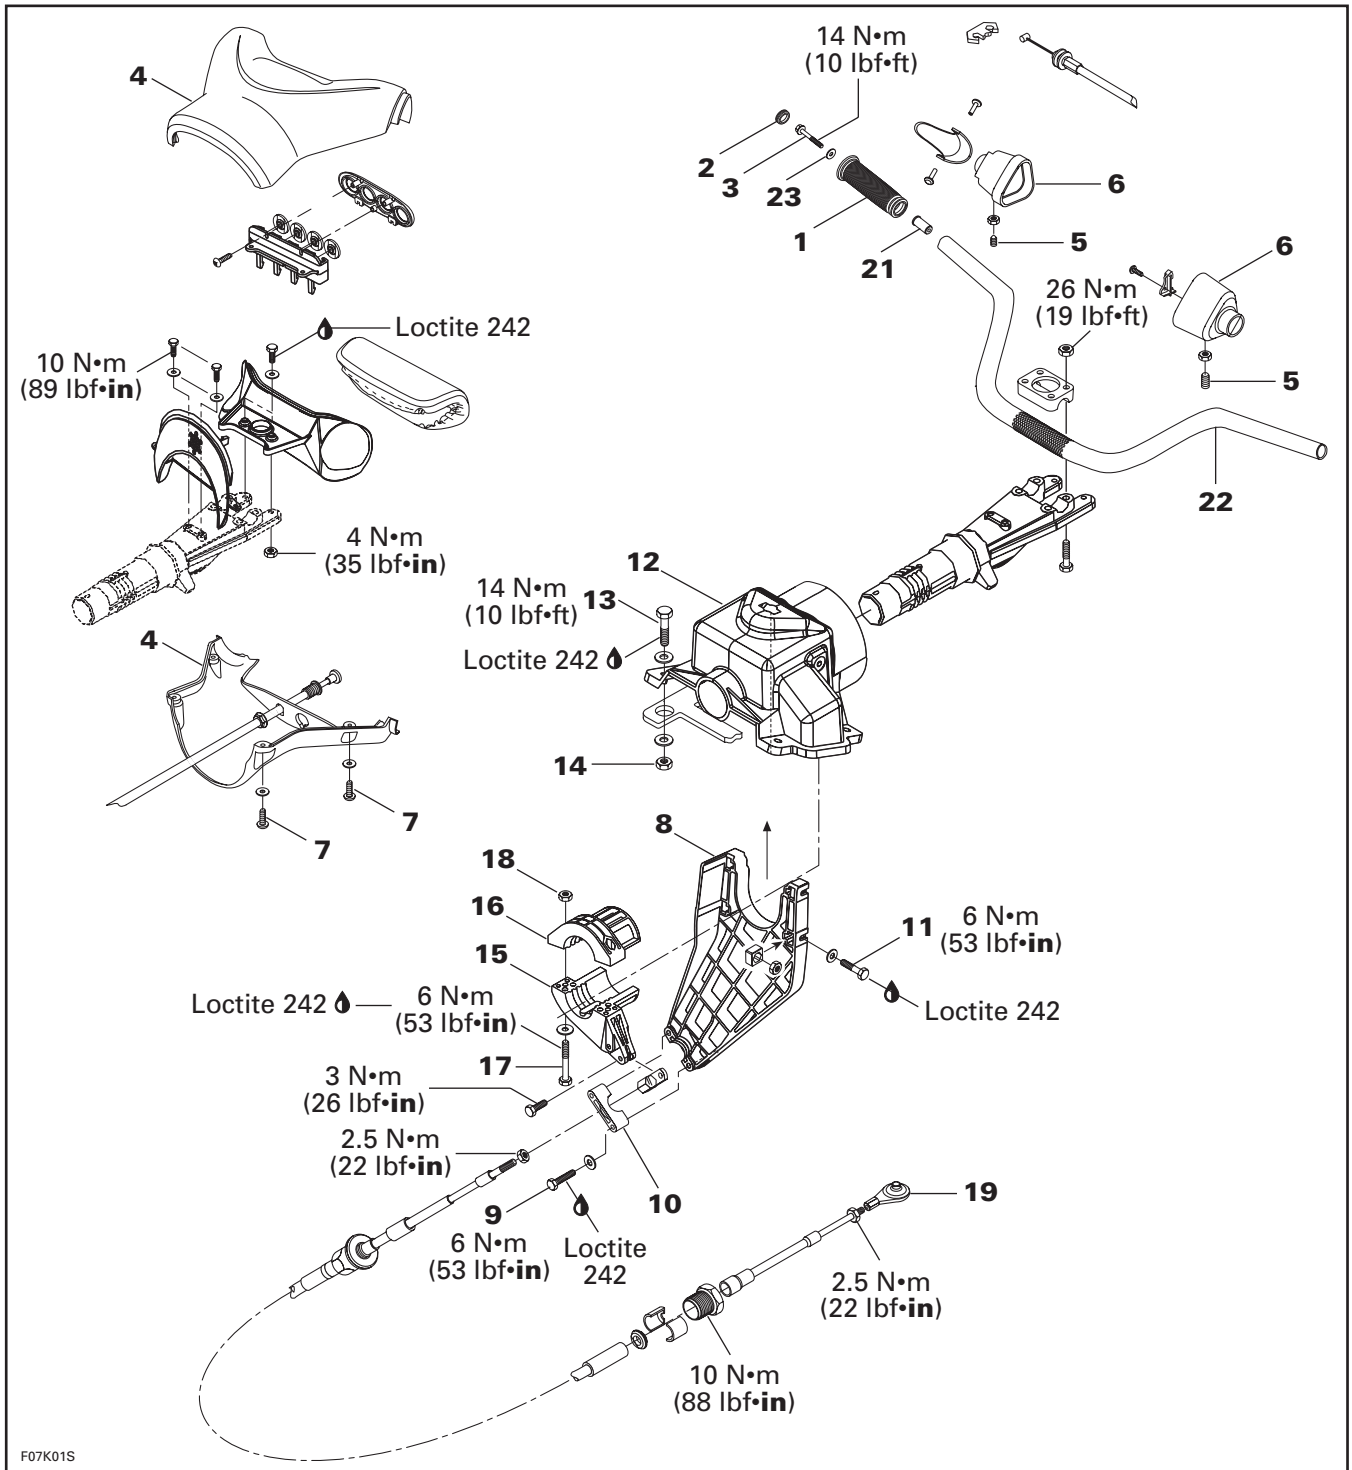 4
14 N•m
(10 lbf•ft)
2
3
23
1
21
6
5
6
5
26 N•m
(19 lbf•ft)
22
Loctite 242
10 N•m
(89 lbf•in)
4 N•m
(35 lbf•in)
12
14 N•m
(10 lbf•ft)
13
Loctite 242
14
4
7
7
8
18
16
15
11
6 N•m
(53 lbf•in)
Loctite 242
Loctite 242
6 N•m
(53 lbf•in)
17
3 N•m
(26 lbf•in)
2.5 N•m
(22 lbf•in)
10
9
6 N•m
(53 lbf•in)
Loctite
242
19
2.5 N•m
(22 lbf•in)
10 N•m
(88 lbf•in)
F07K01S